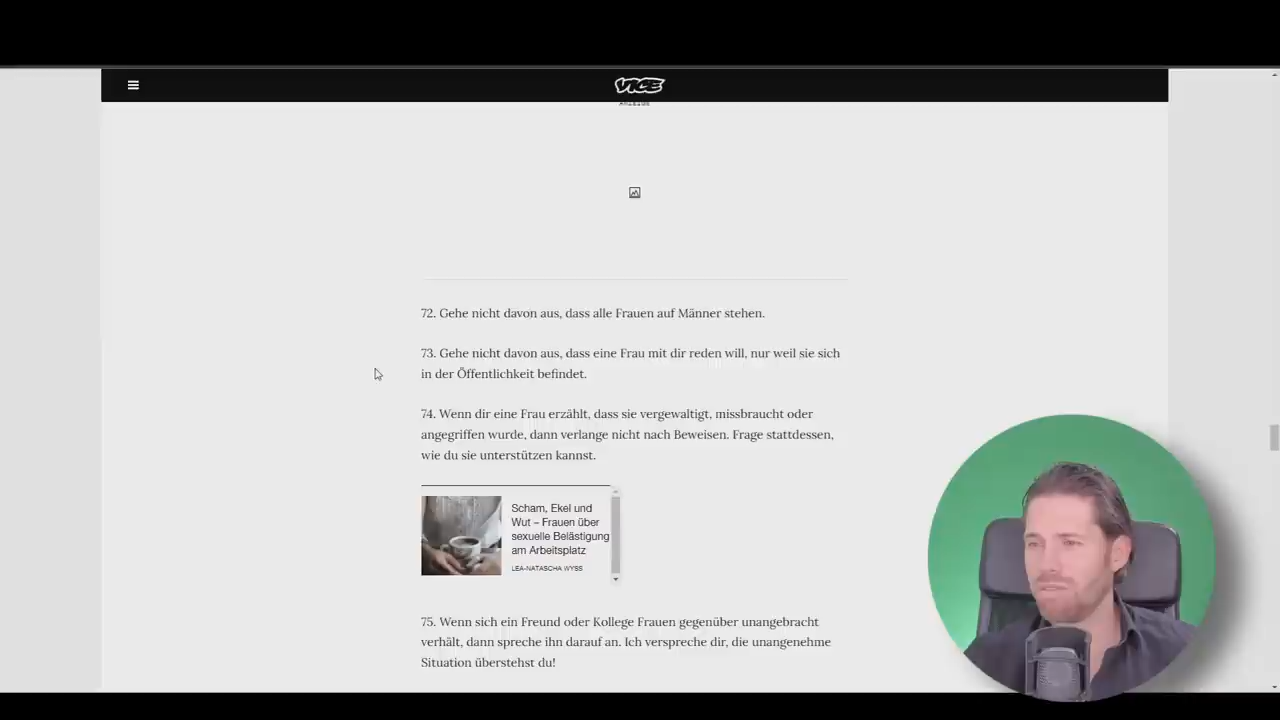 VICE
Anzeige
72. Gehe nicht davon aus, dass alle Frauen auf Männer stehen.
73. Gehe nicht davon aus, dass eine Frau mit dir reden will, nur weil sie sich
in der Öffentlichkeit befindet.
74. Wenn dir eine Frau erzählt, dass sie vergewaltigt, missbraucht oder
angegriffen wurde, dann verlange nicht nach Beweisen. Frage stattdessen,
wie du sie unterstützen kannst.
Scham, Ekel und
Wut – Frauen über
sexuelle Belästigung
am Arbeitsplatz
LEA-NATASCHA WYSS
75. Wenn sich ein Freund oder Kollege Frauen gegenüber unangebracht
verhält, dann spreche ihn darauf an. Ich verspreche dir, die unangenehme
Situation überstehst du!